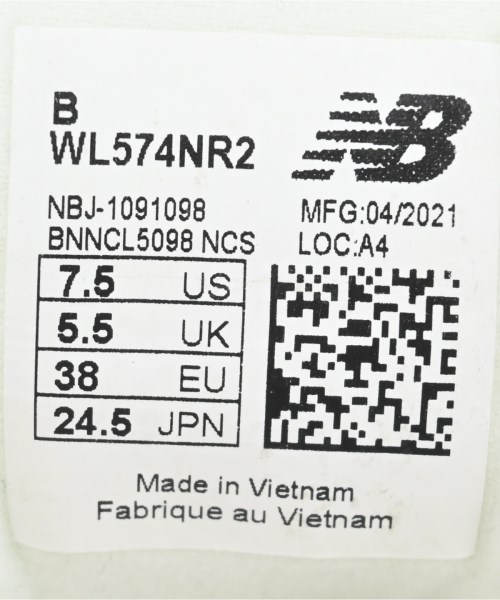 B
WL574NR2
NB
NBJ-1091098
MFG:04/2021
BNNCL5098 NCS
LOC:A4
7.5 US
5.5 UK
38 EU
24.5 JPN
Made in Vietnam
Fabrique au Vietnam